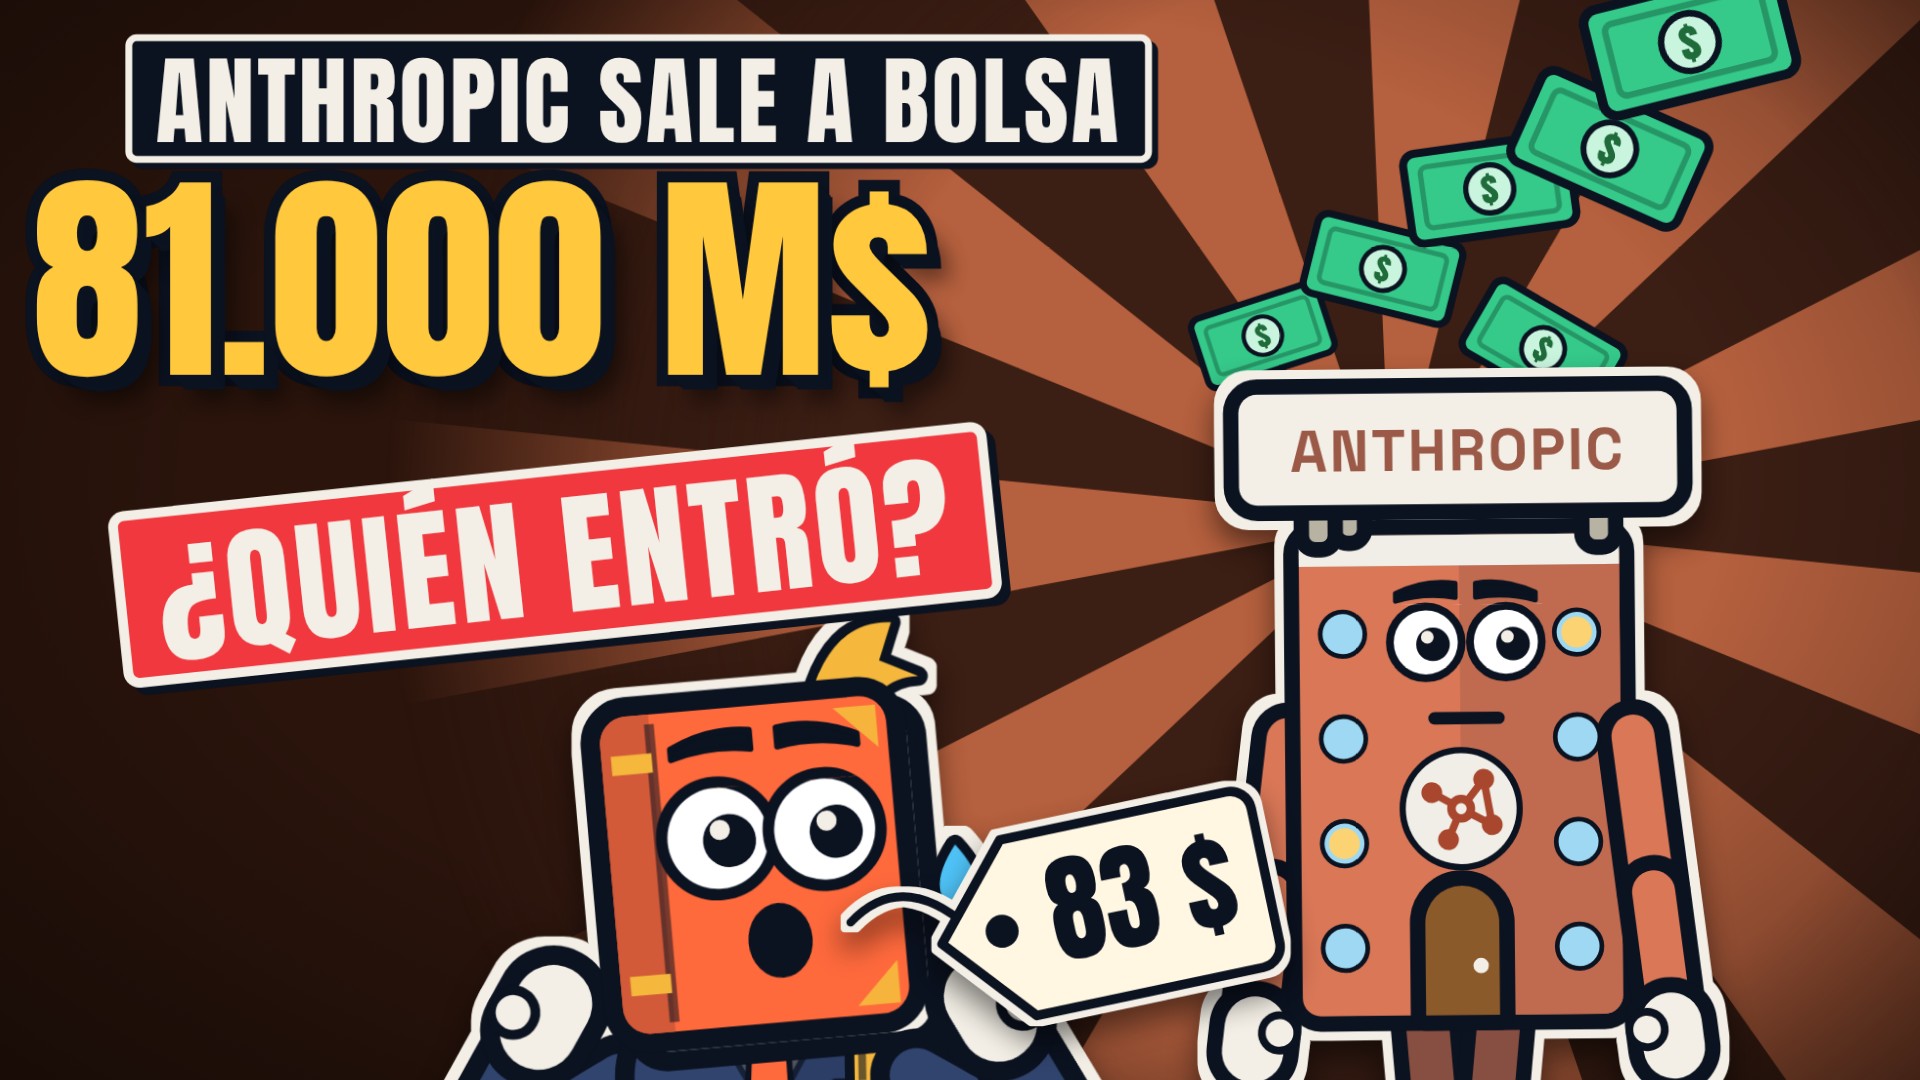 ANTHROPIC SALE A BOLSA
81.000 M$
¿QUIÉN ENTRÓ?
$
$
$
$
$
$
ANTHROPIC
83 $